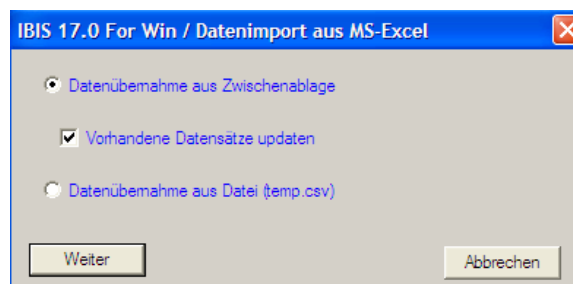 IBIS 17.0 For Win / Datenimport aus MS-Excel
Datenübernahme aus Zwischenablage
Vorhandene Datensätze updaten
Datenübernahme aus Datei (temp.csv)
Weiter
Abbrechen